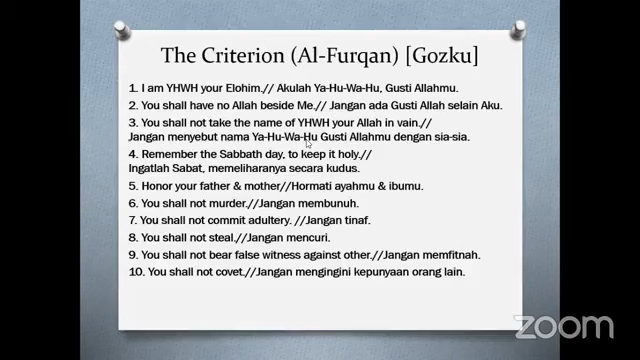 The Criterion (Al-Furqan) [Gozku]
1. I am YHWH your Elohim.// Akulah Ya-Hu-Wa-Hu, Gusti Allahmu.
2. You shall have no Allah beside Me.// Jangan ada Gusti Allah selain Aku.
3. You shall not take the name of YHWH your Allah in vain.//
Jangan menyebut nama Ya-Hu-Wa-Hu Gusti Allahmu dengan sia-sia.
4. Remember the Sabbath day, to keep it holy.//
Ingatlah Sabat, memeliharanya secara kudus.
5. Honor your father & mother//Hormati ayahmu & ibumu.
6. You shall not murder.//Jangan membunuh.
7. You shall not commit adultery. //Jangan tinaf.
8. You shall not steal.//Jangan mencuri.
9. You shall not bear false witness against other.//Jangan memfitnah.
10. You shall not covet.//Jangan mengingini kepunyaan orang lain.
zoom